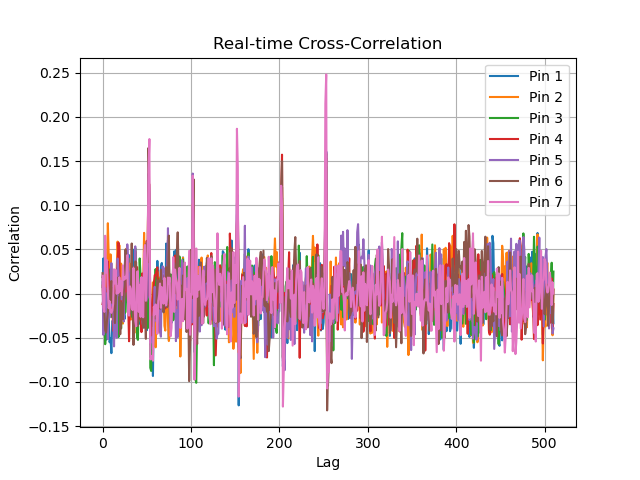 Real-time Cross-Correlation
0.25
0.20
0.15
0.10
0.05
0.00
−0.05
−0.10
−0.15
Correlation
Pin 1
Pin 2
Pin 3
Pin 4
Pin 5
Pin 6
Pin 7
0 100 200 300 400 500
Lag